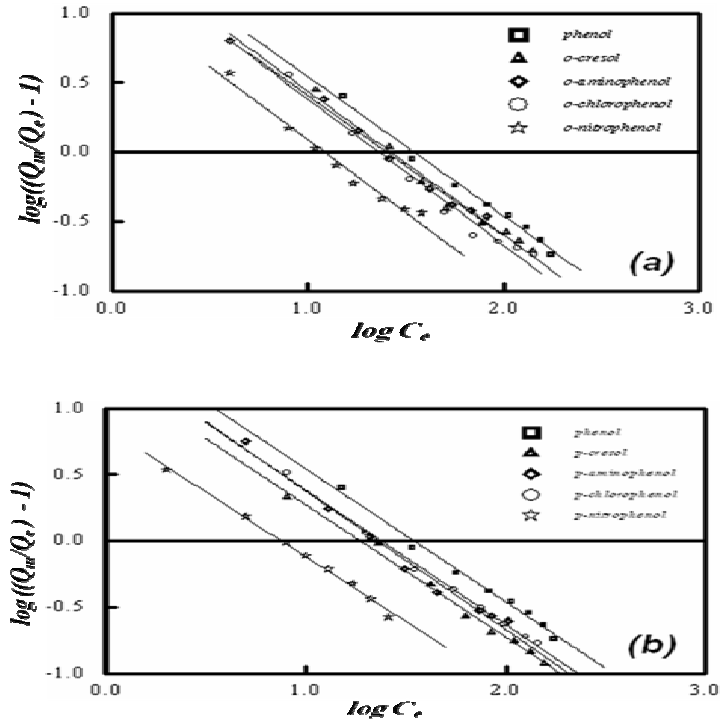 1.0
0.5
0.0
-0.5
-1.0
log((Qm/Qe) - 1)
phenol
o-cresol
o-aminophenol
o-chlorophenol
o-nitrophenol
(a)
0.0 1.0 2.0 3.0
log Ce
1.0
0.5
0.0
-0.5
-1.0
log((Qm/Qe) - 1)
phenol
p-cresol
p-aminophenol
p-chlorophenol
p-nitrophenol
(b)
0.0 1.0 2.0 3.0
log Ce